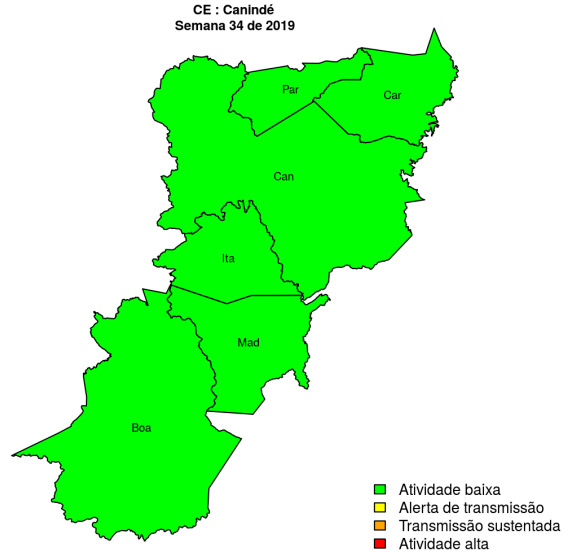 CE : Canindé
Semana 34 de 2019
Par
Car
Can
Ita
Mad
Boa
Atividade baixa
Alerta de transmissão
Transmissão sustentada
Atividade alta